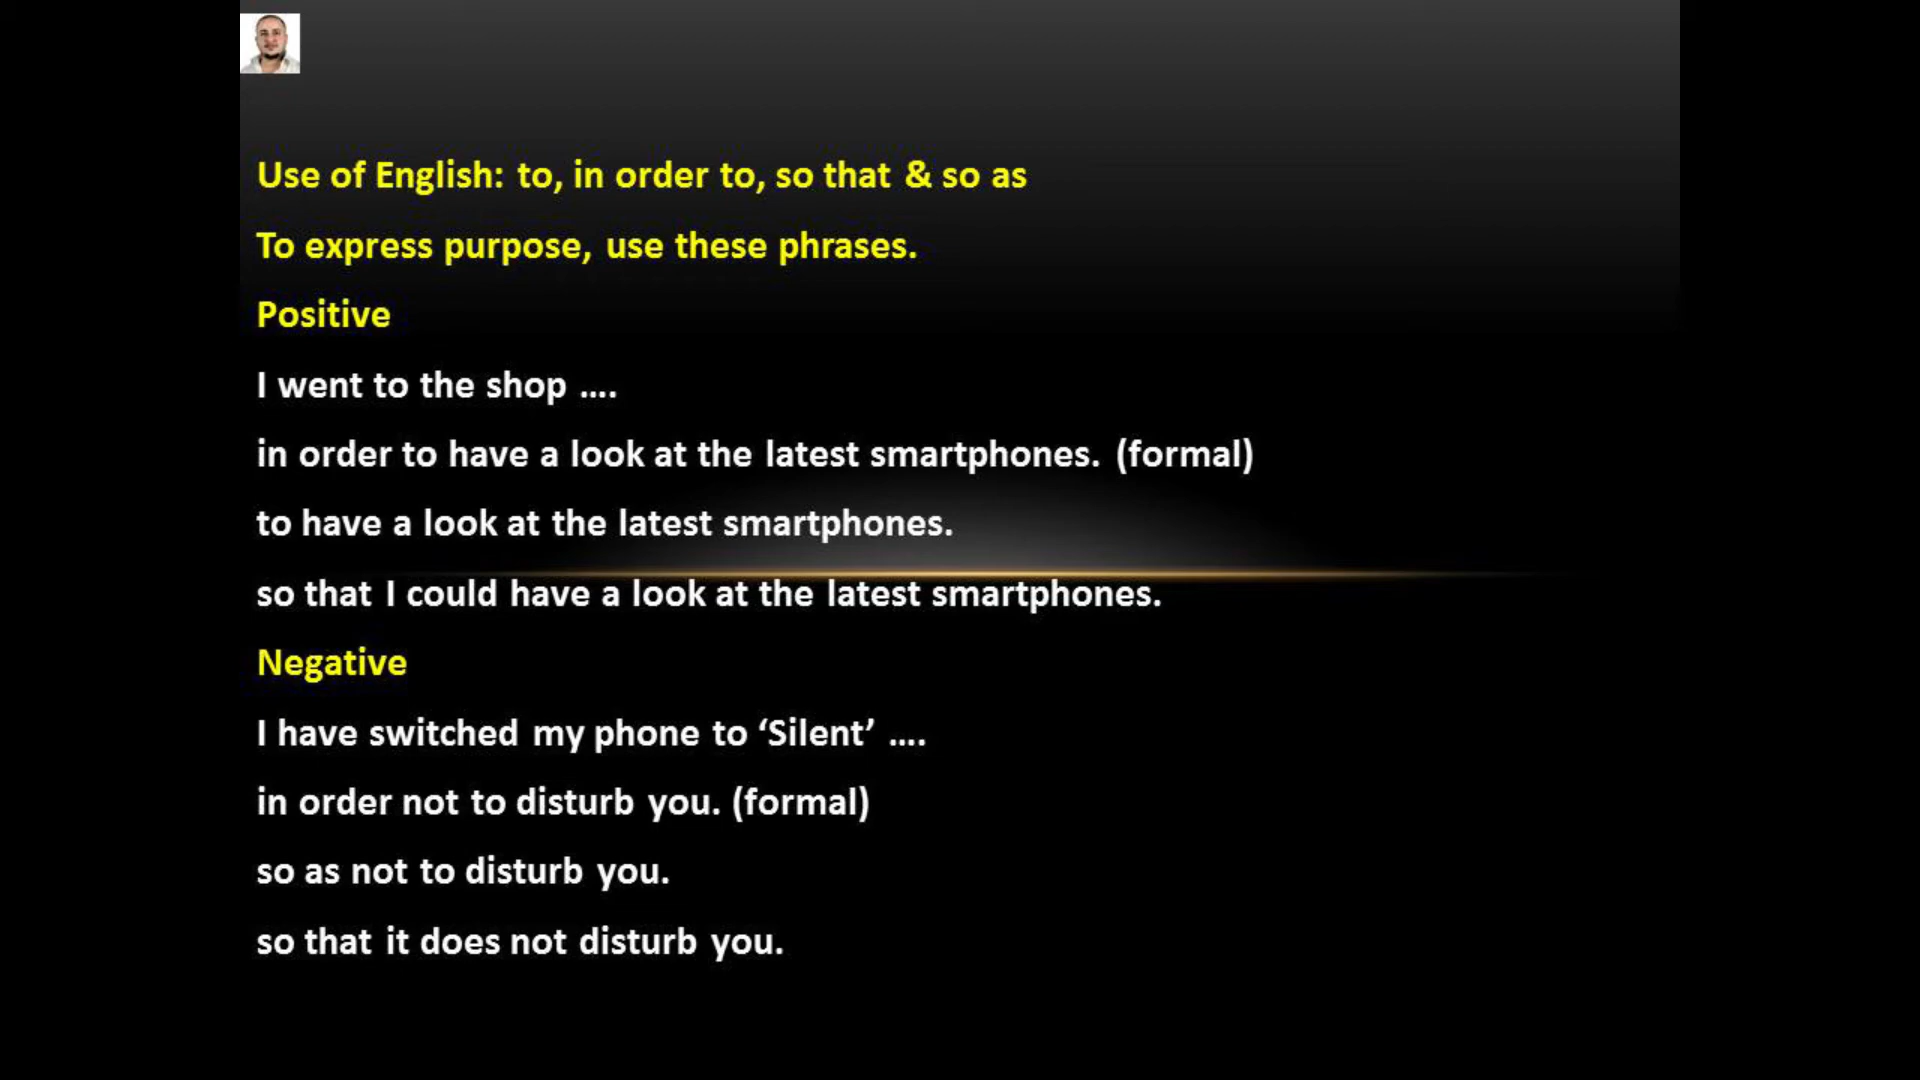 Use of English: to, in order to, so that & so as
To express purpose, use these phrases.
Positive
I went to the shop ....
in order to have a look at the latest smartphones. (formal)
to have a look at the latest smartphones.
so that I could have a look at the latest smartphones.
Negative
I have switched my phone to ‘Silent’ ....
in order not to disturb you. (formal)
so as not to disturb you.
so that it does not disturb you.